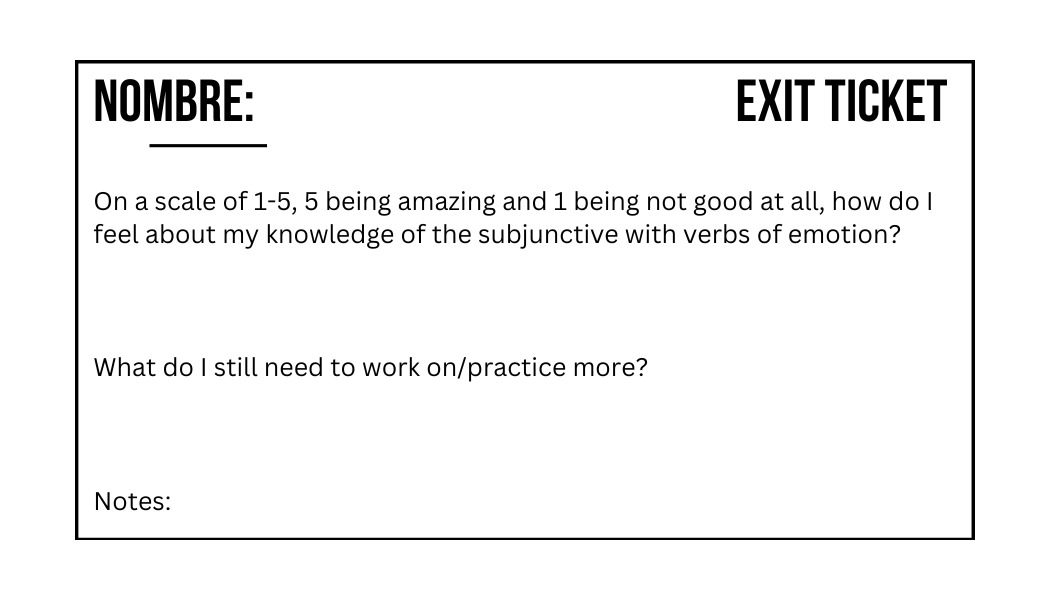 NOMBRE:
EXIT TICKET
On a scale of 1-5, 5 being amazing and 1 being not good at all, how do I
feel about my knowledge of the subjunctive with verbs of emotion?
What do I still need to work on/practice more?
Notes: